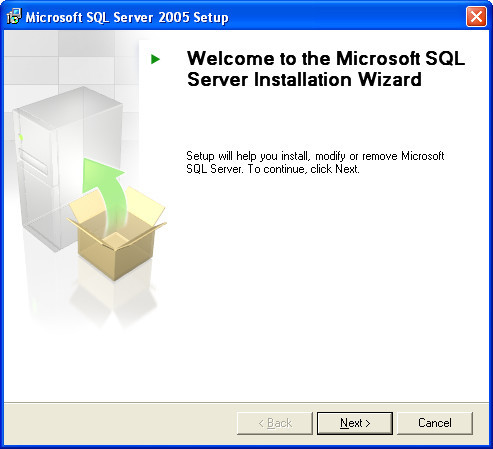 Microsoft SQL Server 2005 Setup
Welcome to the Microsoft SQL
Server Installation Wizard
Setup will help you install, modify or remove Microsoft
SQL Server. To continue, click Next.
< Back
Next >
Cancel